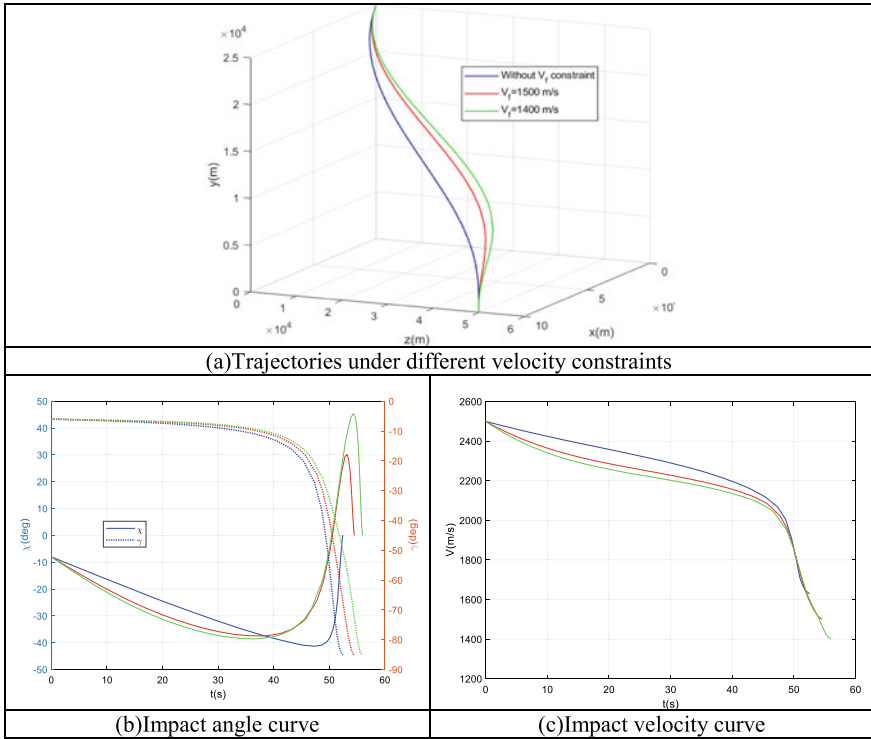 ×10⁴
2.5
2
1.5
1
0.5
0
y(m)
Without V_f constraint
V_f=1500 m/s
V_f=1400 m/s
0
1
2
3
4
5
6
×10⁴
z(m)
10
5
0
x(m)
(a)Trajectories under different velocity constraints
50
40
30
20
10
0
-10
-20
-30
-40
-50
χ(deg)
0
-10
-20
-30
-40
-50
-60
-70
-80
-90
γ(deg)
χ
γ
0 10 20 30 40 50 60
t(s)
2600
2400
2200
2000
1800
1600
1400
1200
V(m/s)
0 10 20 30 40 50 60
t(s)
(b)Impact angle curve
(c)Impact velocity curve